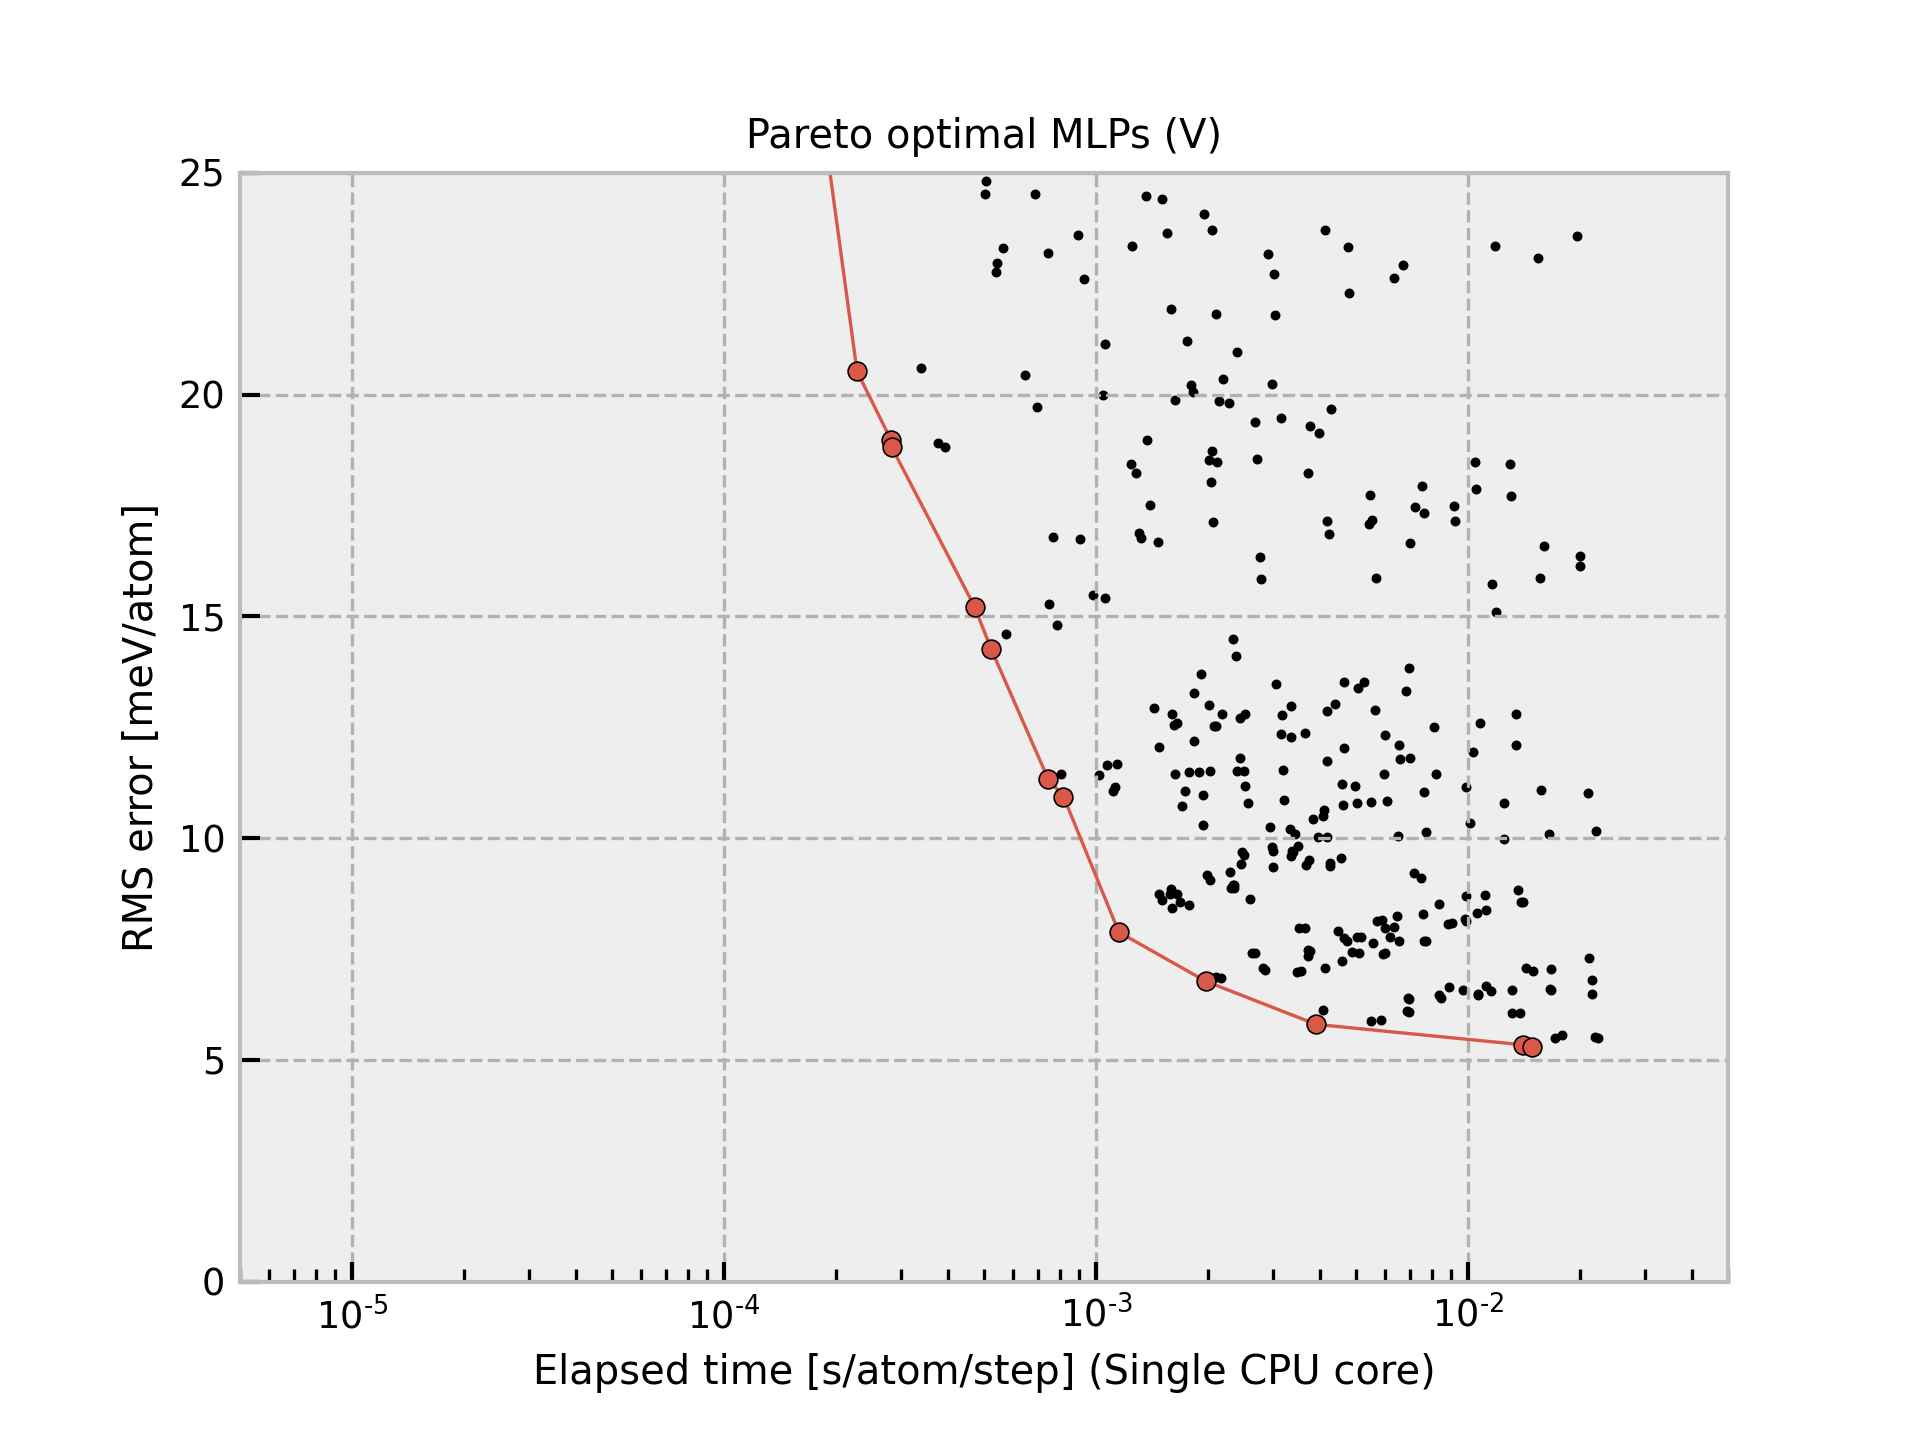 Pareto optimal MLPs (V)
25
20
15
10
5
0
RMS error [meV/atom]
10-5 10-4 10-3 10-2
Elapsed time [s/atom/step] (Single CPU core)